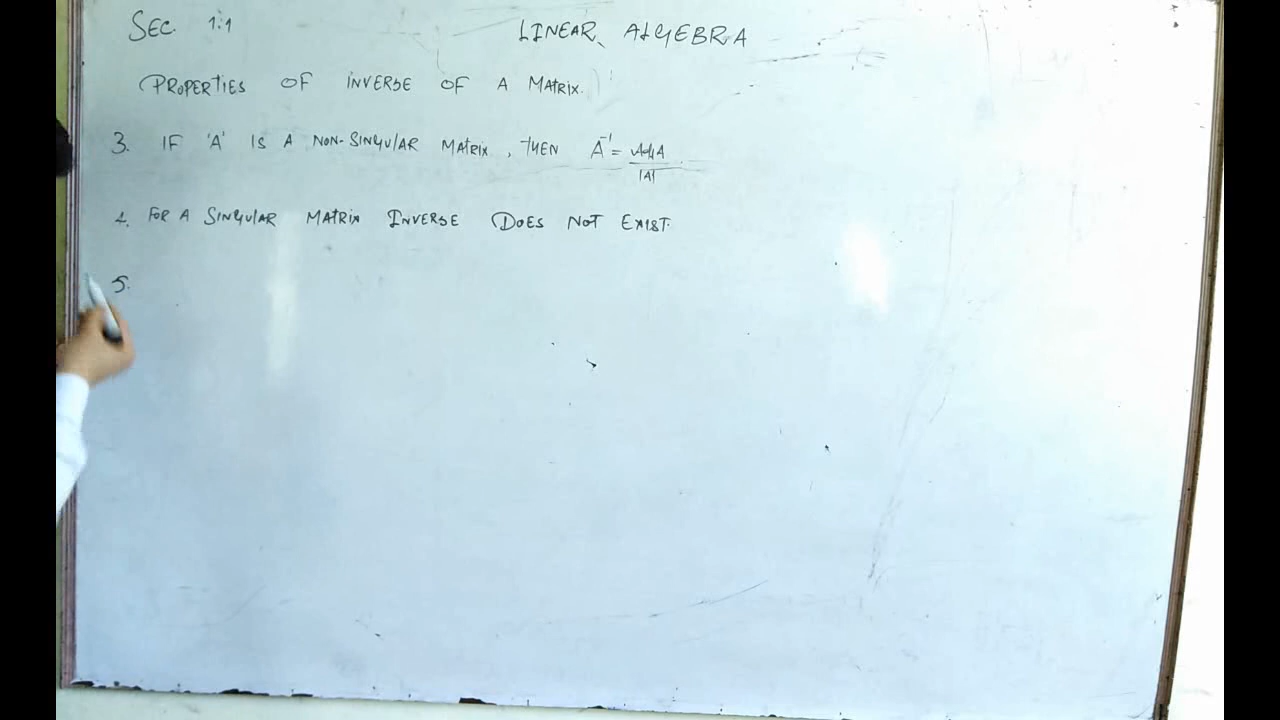 SEC. 1:1 LINEAR ALGEBRA
PROPERTIES OF INVERSE OF A MATRIX.
3. IF 'A' IS A NON-SINGULAR MATRIX, THEN A⁻¹ = AdjA / |A|
4. FOR A SINGULAR MATRIX INVERSE DOES NOT EXIST.
5.